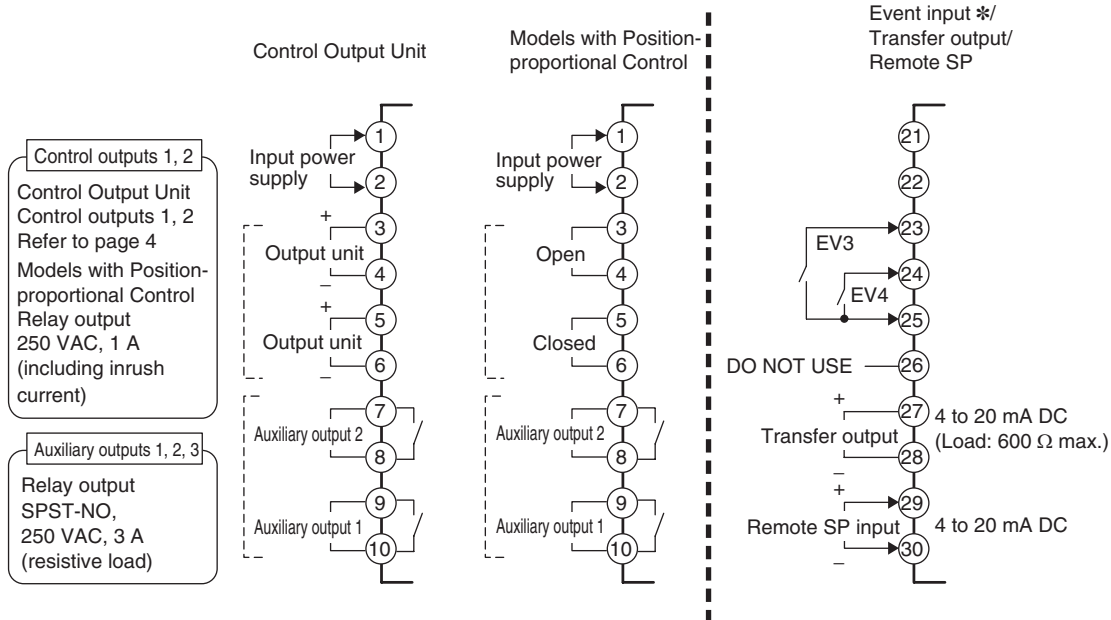 Control outputs 1, 2
Control Output Unit
Control outputs 1, 2
Refer to page 4
Models with Position-
proportional Control
Relay output
250 VAC, 1 A
(including inrush
current)
Auxiliary outputs 1, 2, 3
Relay output
SPST-NO,
250 VAC, 3 A
(resistive load)
Control Output Unit
Input power
supply
1
2
+
3
Output unit
4
–
+
5
Output unit
6
–
7
Auxiliary output 2
8
9
Auxiliary output 1
10
Models with Position-
proportional Control
Input power
supply
1
2
3
Open
4
5
Closed
6
7
Auxiliary output 2
8
9
Auxiliary output 1
10
Event input ✻/
Transfer output/
Remote SP
21
22
23
EV3
24
EV4
25
DO NOT USE
26
+
27
4 to 20 mA DC
Transfer output
(Load: 600 Ω max.)
28
–
+
29
Remote SP input
4 to 20 mA DC
30
–